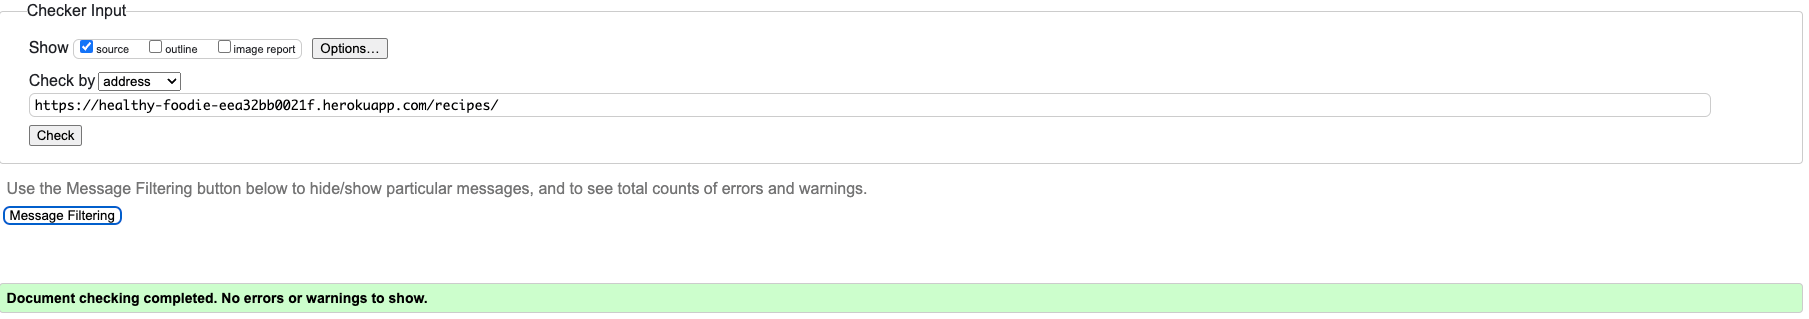 Checker Input
Show source outline image report Options...
Check by address
https://healthy-foodie-eea32bb0021f.herokuapp.com/recipes/
Check
Use the Message Filtering button below to hide/show particular messages, and to see total counts of errors and warnings.
Message Filtering
Document checking completed. No errors or warnings to show.